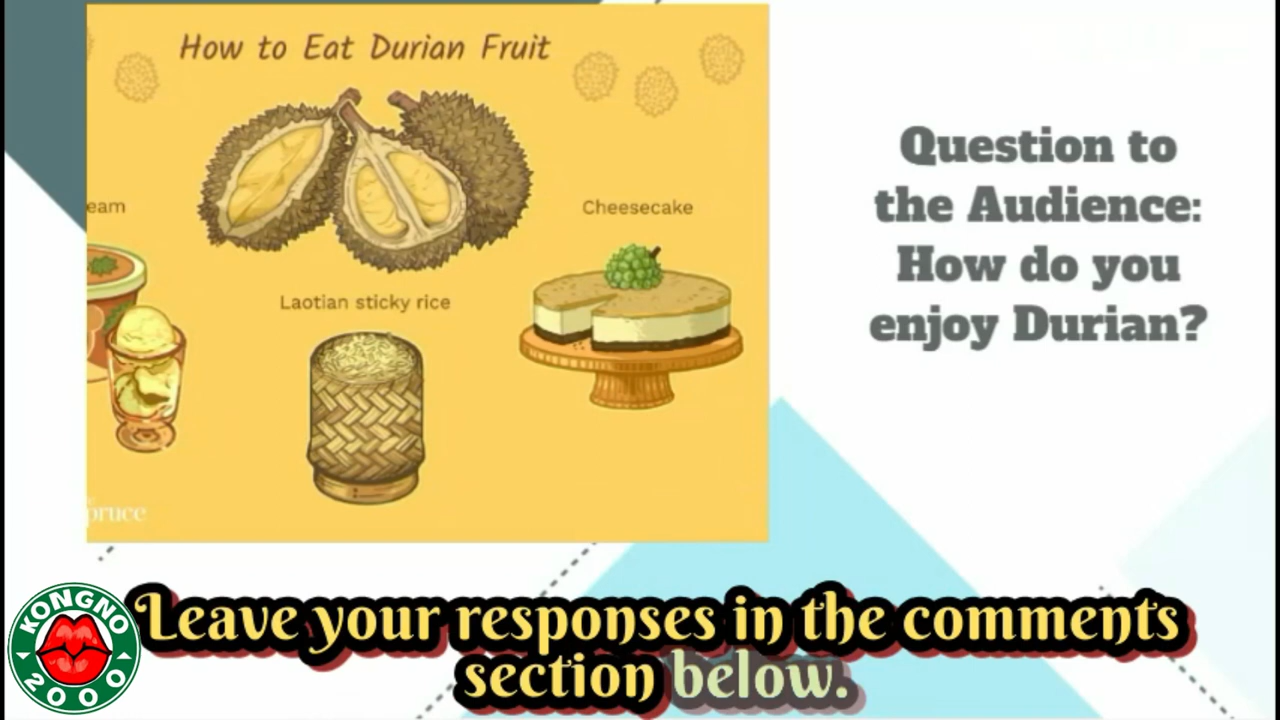 How to Eat Durian Fruit
eam
Cheesecake
Laotian sticky rice
pruce
Question to
the Audience:
How do you
enjoy Durian?
Leave your responses in the comments
section below.
KONGNO
2000